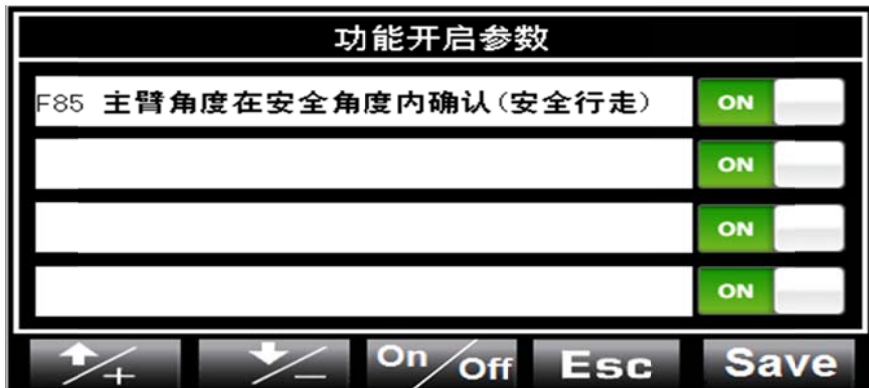 功能开启参数
F85 主臂角度在安全角度内确认(安全行走) ON
ON
ON
ON
+ - On/Off Esc Save